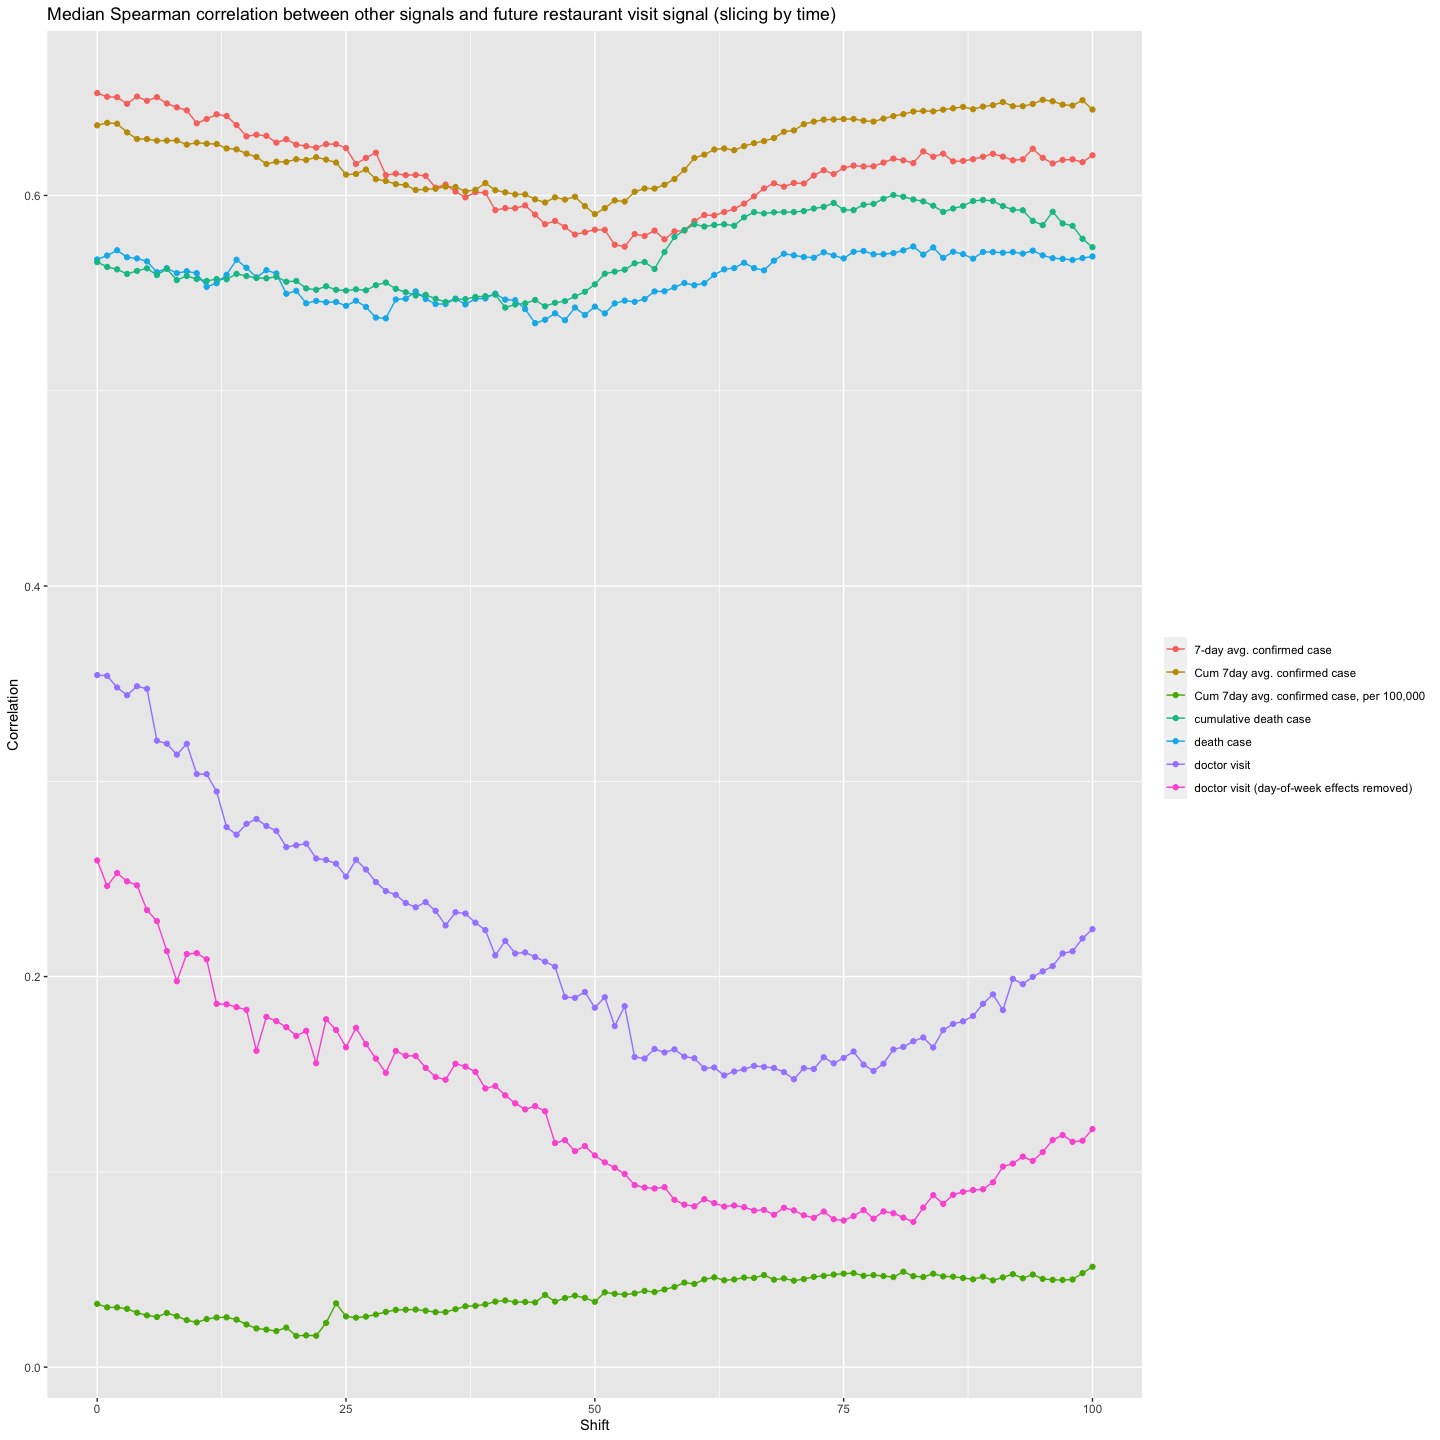 Median Spearman correlation between other signals and future restaurant visit signal (slicing by time)
Correlation
0.6
0.4
0.2
0.0
0
25
50
75
100
Shift
7-day avg. confirmed case
Cum 7day avg. confirmed case
Cum 7day avg. confirmed case, per 100,000
cumulative death case
death case
doctor visit
doctor visit (day-of-week effects removed)